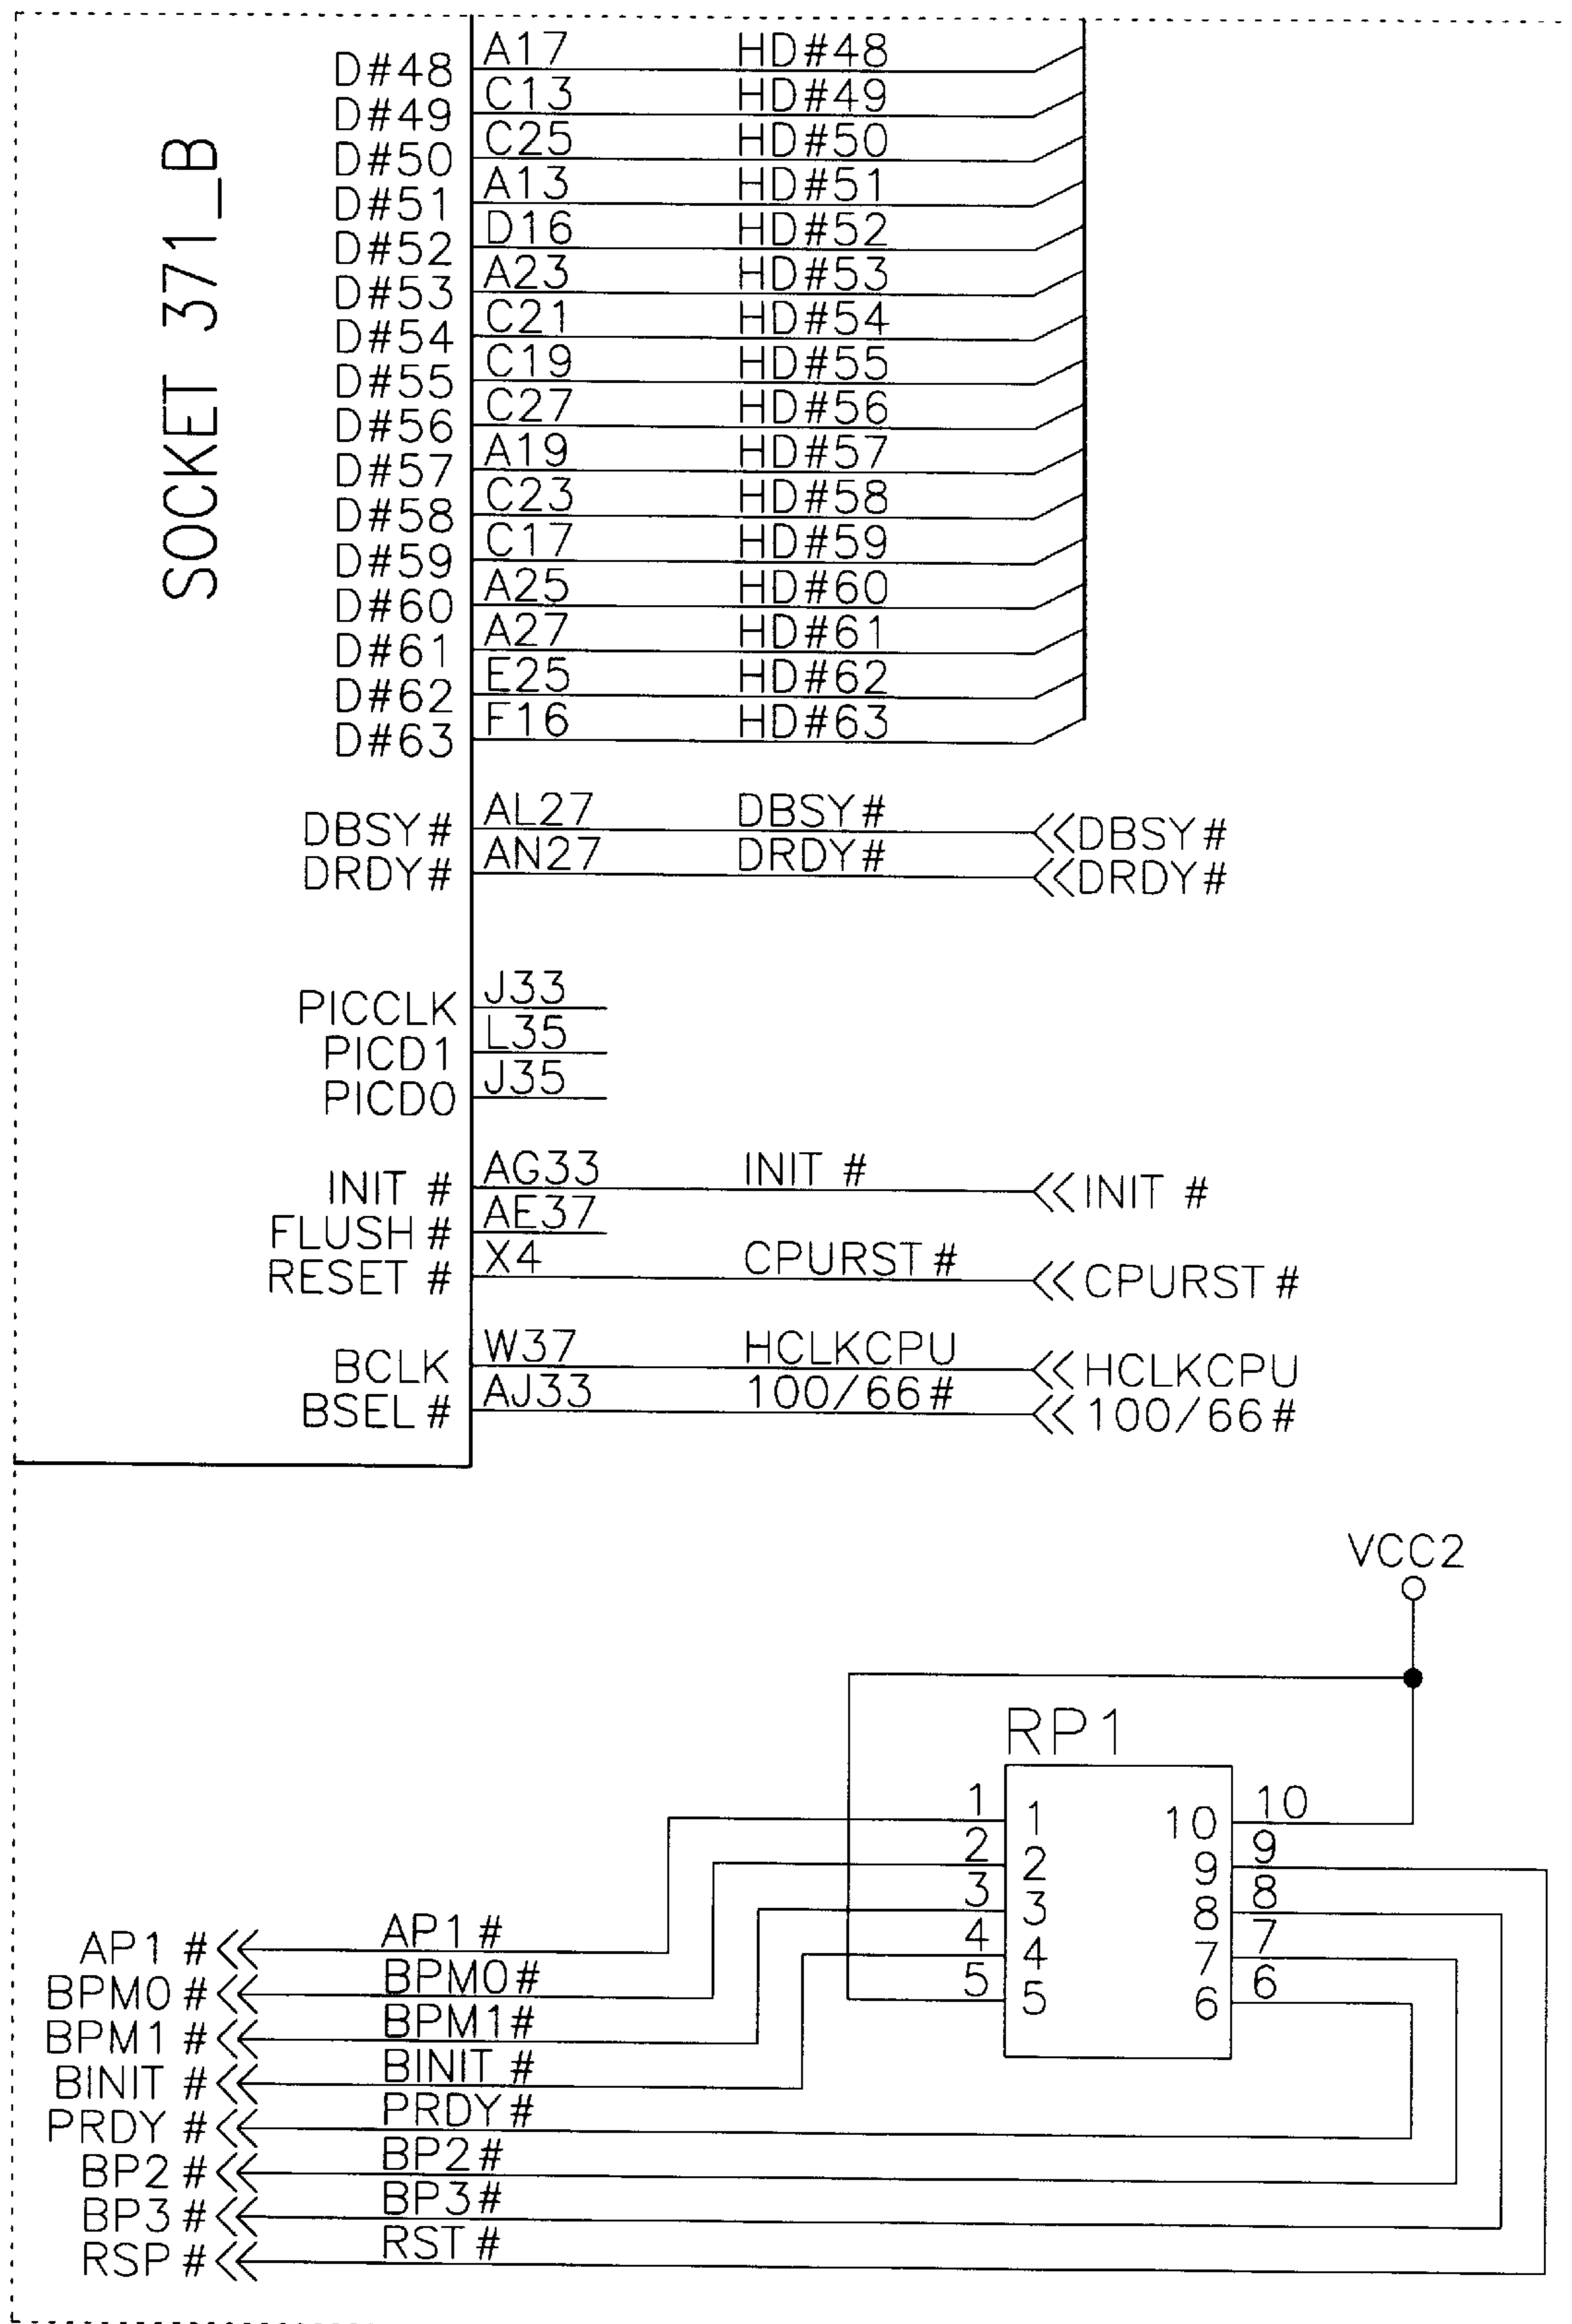 SOCKET 371_B
D#48 A17 HD#48
D#49 C13 HD#49
D#50 C25 HD#50
D#51 A13 HD#51
D#52 D16 HD#52
D#53 A23 HD#53
D#54 C21 HD#54
D#55 C19 HD#55
D#56 C27 HD#56
D#57 A19 HD#57
D#58 C23 HD#58
D#59 C17 HD#59
D#60 A25 HD#60
D#61 A27 HD#61
D#62 E25 HD#62
D#63 F16 HD#63
DBSY# AL27 DBSY# DBSY#
DRDY# AN27 DRDY# DRDY#
PICCLK J33
PICD1 L35
PICD0 J35
INIT # AG33 INIT # INIT #
FLUSH # AE37
RESET # X4 CPURST # CPURST #
BCLK W37 HCLKCPU HCLKCPU
BSEL # AJ33 100/66# 100/66#
VCC2
RP1
1 1 10 10
2 2 9 9
3 3 8 8
4 4 7 7
5 5 6 6
AP1 # AP1 #
BPM0 # BPM0#
BPM1 # BPM1#
BINIT # BINIT #
PRDY # PRDY #
BP2 # BP2#
BP3 # BP3#
RSP # RST #